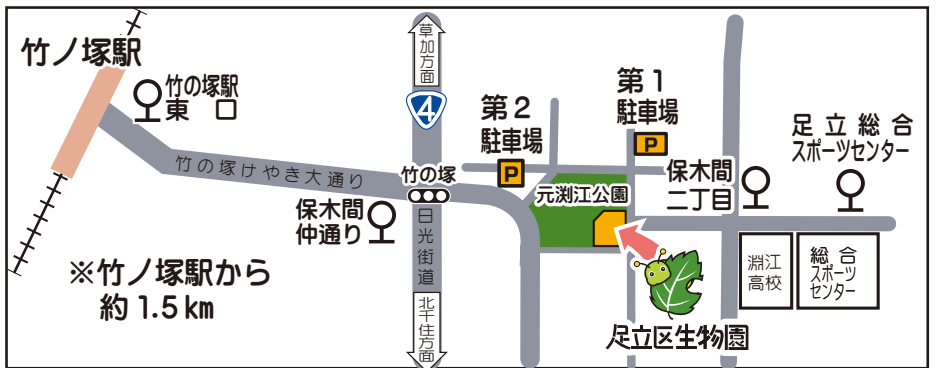 竹ノ塚駅
竹の塚駅
東口
竹の塚けやき大通り
※竹ノ塚駅から
約1.5km
草加方面
4
竹の塚
保木間
仲通り
日光街道
北千住方面
第2
駐車場
P
第1
駐車場
P
元渕江公園
保木間
二丁目
足立総合
スポーツセンター
淵江
高校
総合
スポーツ
センター
足立区生物園